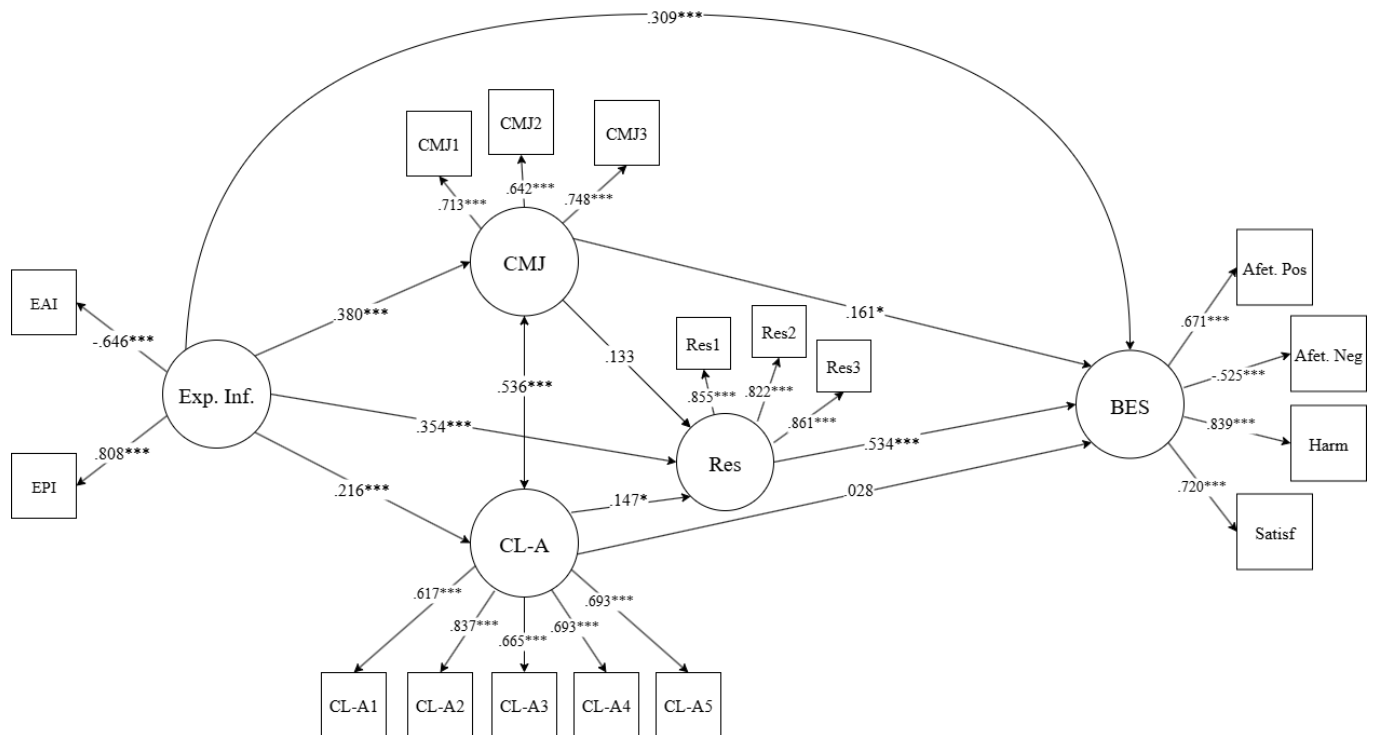 .309***
CMJ1
CMJ2
CMJ3
.713***
.642***
.748***
CMJ
EAI
-.646***
.380***
.161*
Afet. Pos
.671***
Exp. Inf.
.536***
.133
Res1
Res2
Res3
.855***
.822***
.861***
Afet. Neg
-.525***
BES
.808***
EPI
.354***
Res
.534***
.839***
Harm
.216***
.147*
.028
.720***
Satisf
CL-A
.617***
.837***
.665***
.693***
.693***
CL-A1
CL-A2
CL-A3
CL-A4
CL-A5